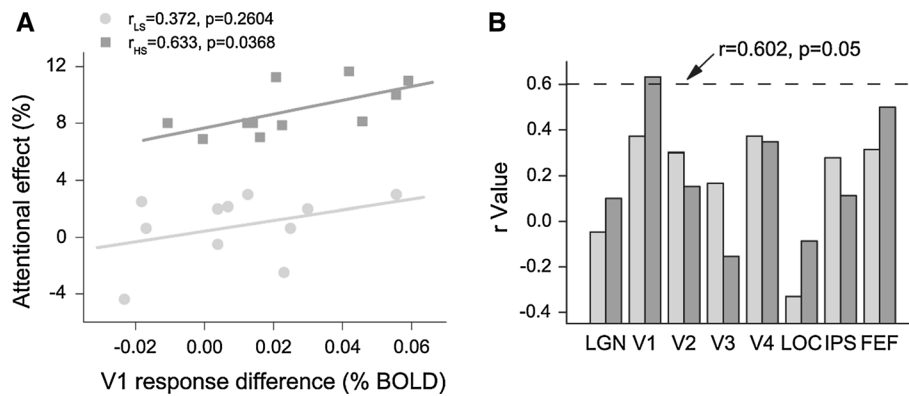 A
r_LS=0.372, p=0.2604
r_HS=0.633, p=0.0368
12
8
4
0
-4
Attentional effect (%)
-0.02 0.00 0.02 0.04 0.06
V1 response difference (% BOLD)
B
r=0.602, p=0.05
0.6
0.4
0.2
0.0
-0.2
-0.4
r Value
LGN V1 V2 V3 V4 LOC IPS FEF